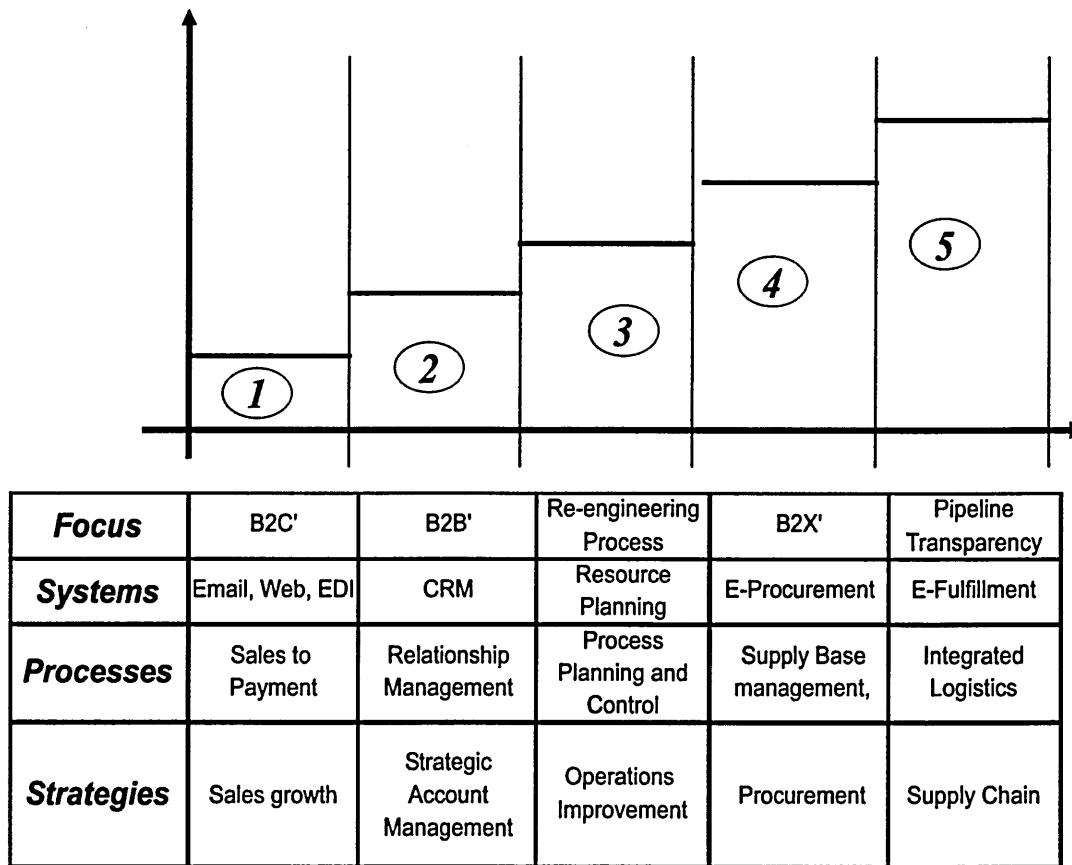 1
2
3
4
5
Focus
B2C'
B2B'
Re-engineering
Process
B2X'
Pipeline
Transparency
Systems
Email, Web, EDI
CRM
Resource
Planning
E-Procurement
E-Fulfillment
Processes
Sales to
Payment
Relationship
Management
Process
Planning and
Control
Supply Base
management,
Integrated
Logistics
Strategies
Sales growth
Strategic
Account
Management
Operations
Improvement
Procurement
Supply Chain